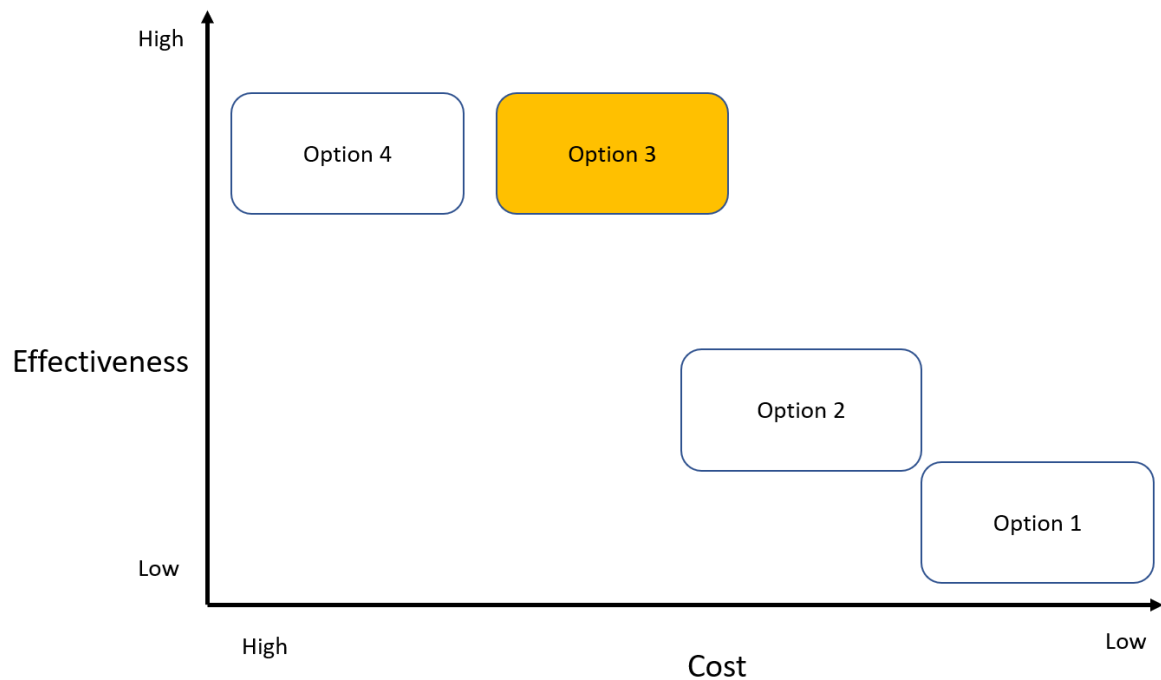 High
Option 4
Option 3
Effectiveness
Option 2
Option 1
Low
High
Low
Cost